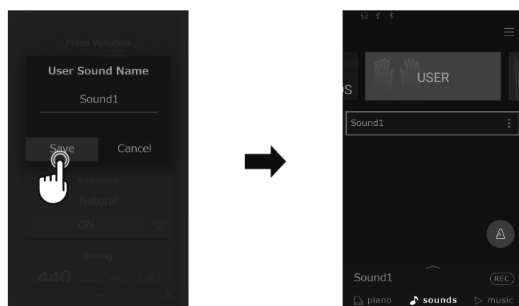 Piano Variation
User Sound Name
Sound1
Save Cancel
Ambience
Natural
ON
Tuning
440
S
USER
Sound1
Sound1
REC
piano sounds music